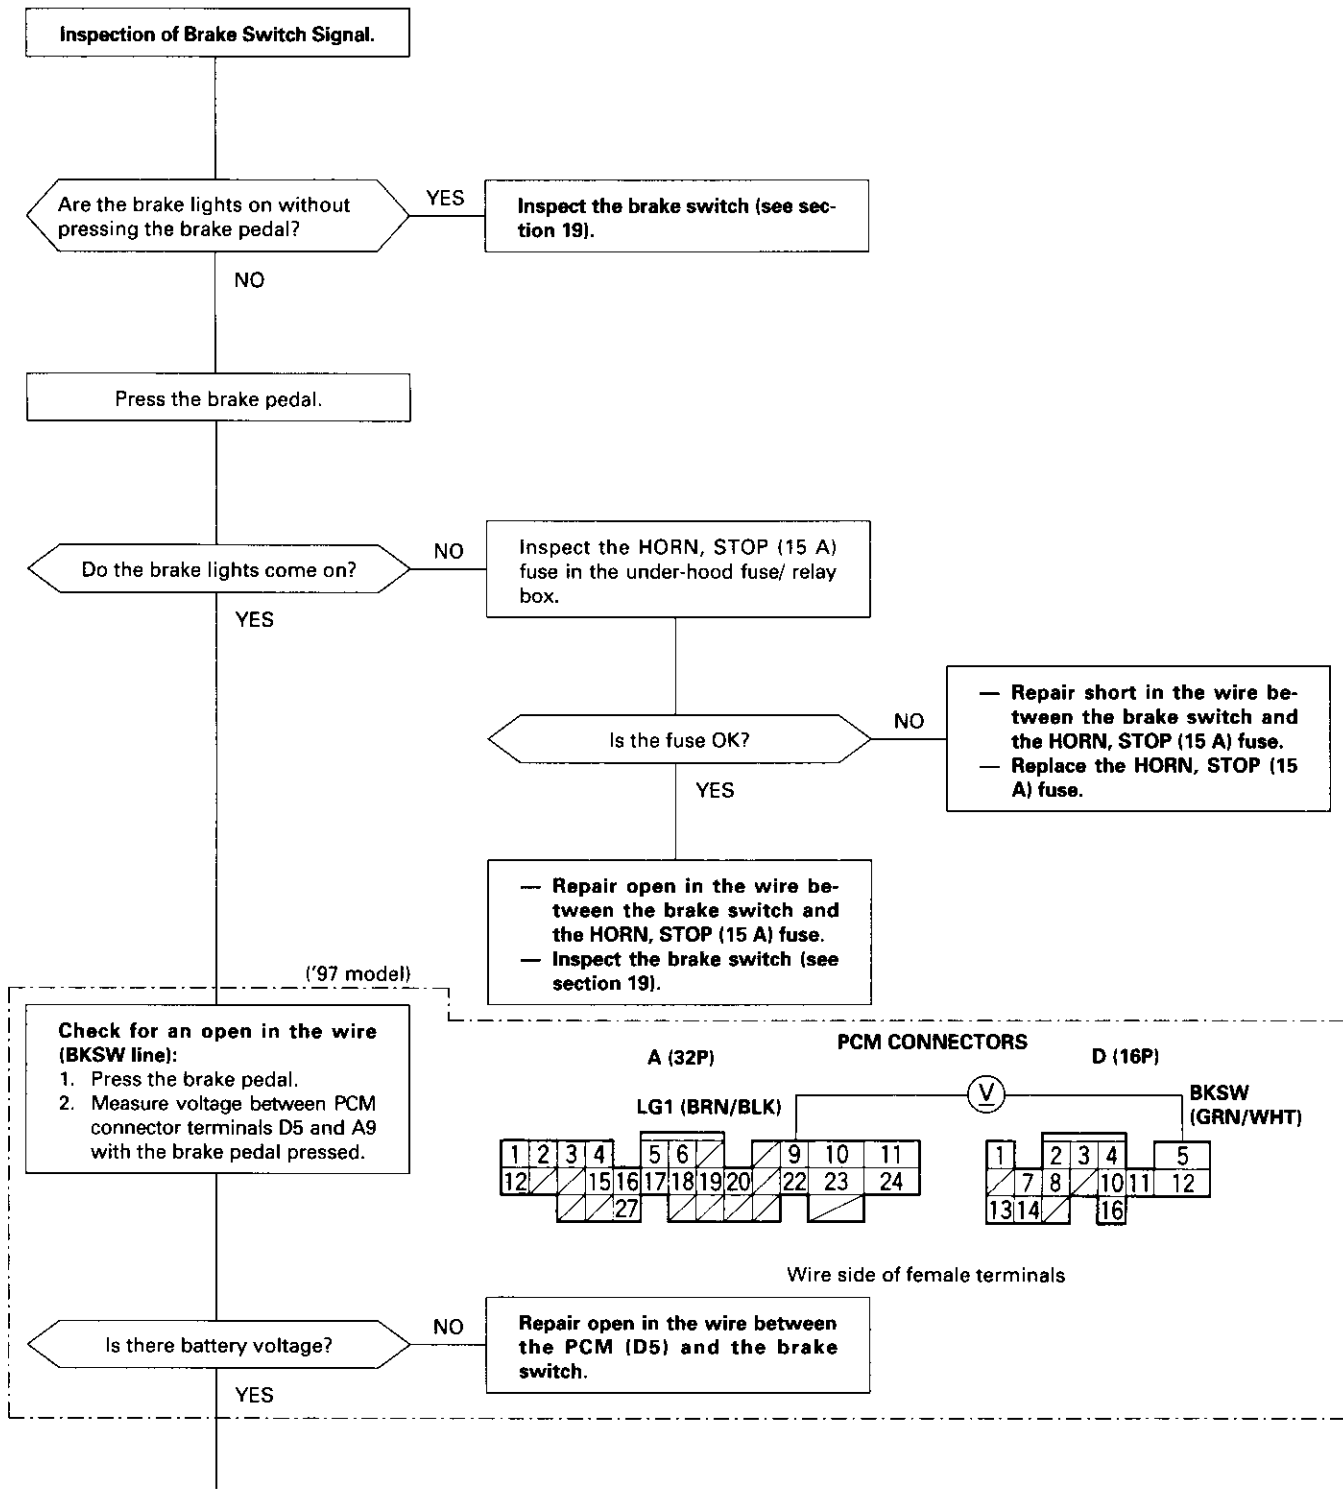 Inspection of Brake Switch Signal.
Are the brake lights on without
pressing the brake pedal?
YES
Inspect the brake switch (see sec-
tion 19).
NO
Press the brake pedal.
Do the brake lights come on?
NO
Inspect the HORN, STOP (15 A)
fuse in the under-hood fuse/ relay
box.
YES
Is the fuse OK?
NO
— Repair short in the wire be-
tween the brake switch and
the HORN, STOP (15 A) fuse.
— Replace the HORN, STOP (15
A) fuse.
YES
— Repair open in the wire be-
tween the brake switch and
the HORN, STOP (15 A) fuse.
— Inspect the brake switch (see
section 19).
('97 model)
Check for an open in the wire
(BKSW line):
1. Press the brake pedal.
2. Measure voltage between PCM
connector terminals D5 and A9
with the brake pedal pressed.
PCM CONNECTORS
A (32P)
D (16P)
LG1 (BRN/BLK)
V
BKSW
(GRN/WHT)
1 2 3 4 5 6 9 10 11
12 15 16 17 18 19 20 22 23 24
27
1 2 3 4 5
7 8 10 11 12
13 14 16
Wire side of female terminals
Is there battery voltage?
NO
Repair open in the wire between
the PCM (D5) and the brake
switch.
YES